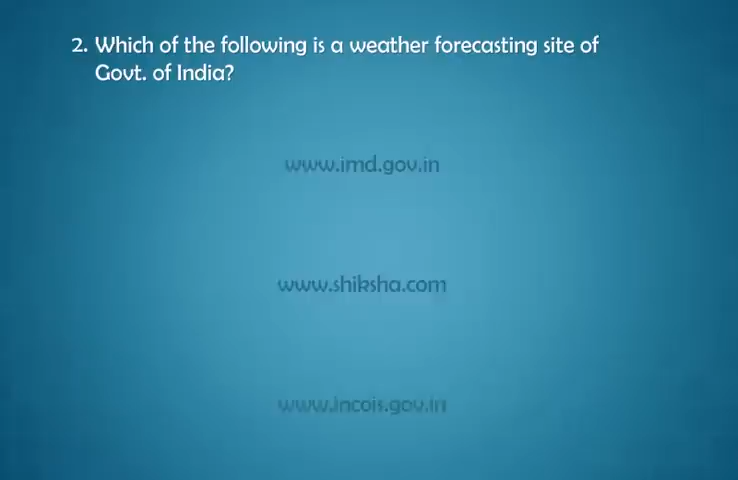 2. Which of the following is a weather forecasting site of
Govt. of India?
www.imd.gov.in
www.shiksha.com
www.incois.gov.in